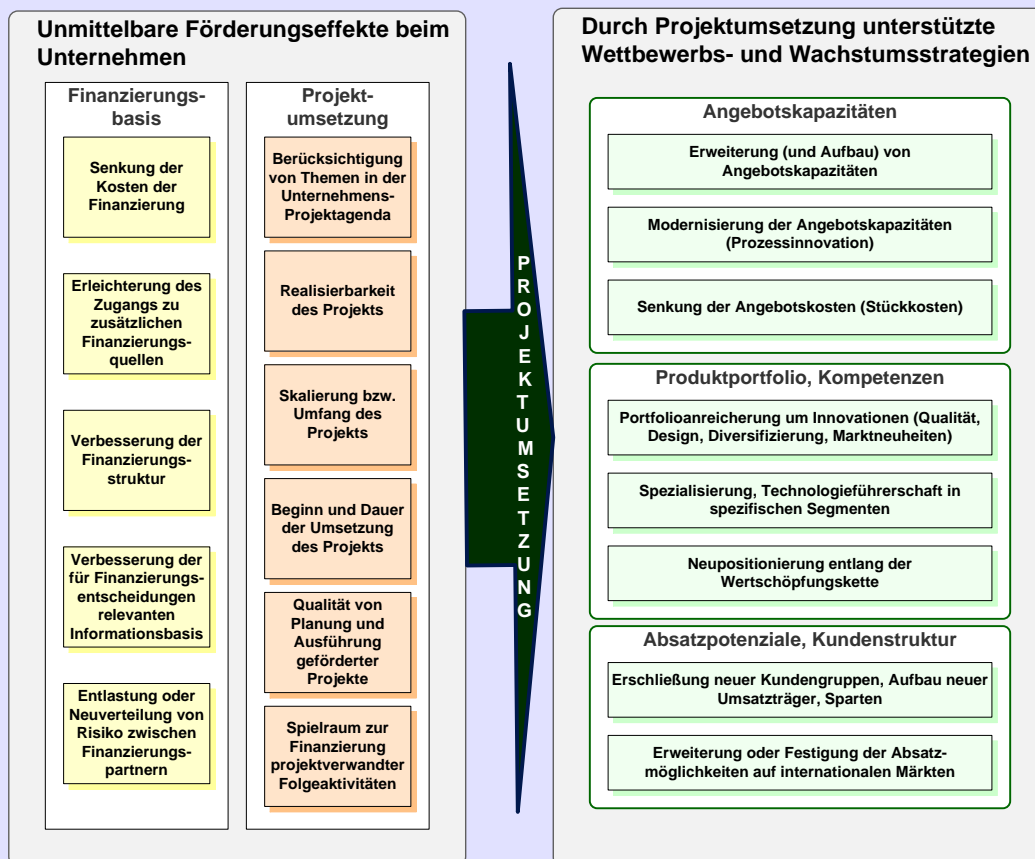 Unmittelbare Förderungseffekte beim
Unternehmen
Finanzierungs-
basis
Senkung der
Kosten der
Finanzierung
Erleichterung des
Zugangs zu
zusätzlichen
Finanzierungs-
quellen
Verbesserung der
Finanzierungs-
struktur
Verbesserung der
für Finanzierungs-
entscheidungen
relevanten
Informationsbasis
Entlastung oder
Neuverteilung von
Risiko zwischen
Finanzierungs-
partnern
Projekt-
umsetzung
Berücksichtigung
von Themen in der
Unternehmens-
Projektagenda
Realisierbarkeit
des Projekts
Skalierung bzw.
Umfang des
Projekts
Beginn und Dauer
der Umsetzung
des Projekts
Qualität von
Planung und
Ausführung
geförderter
Projekte
Spielraum zur
Finanzierung
projektverwandter
Folgeaktivitäten
PROJEKTUMSETZUNG
Durch Projektumsetzung unterstützte
Wettbewerbs- und Wachstumsstrategien
Angebotskapazitäten
Erweiterung (und Aufbau) von
Angebotskapazitäten
Modernisierung der Angebotskapazitäten
(Prozessinnovation)
Senkung der Angebotskosten (Stückkosten)
Produktportfolio, Kompetenzen
Portfolioanreicherung um Innovationen (Qualität,
Design, Diversifizierung, Marktneuheiten)
Spezialisierung, Technologieführerschaft in
spezifischen Segmenten
Neupositionierung entlang der
Wertschöpfungskette
Absatzpotenziale, Kundenstruktur
Erschließung neuer Kundengruppen, Aufbau neuer
Umsatzträger, Sparten
Erweiterung oder Festigung der Absatz-
möglichkeiten auf internationalen Märkten